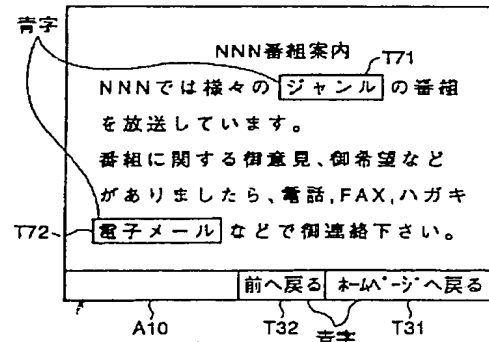 青字
NNN番組案内
T71
NNNでは様々の ジャンル の番組
を放送しています。
番組に関する御意見、御希望など
がありましたら、電話,FAX,ハガキ
T72
電子メール などで御連絡下さい。
前へ戻る ホームページへ戻る
A10 T32 青字 T31